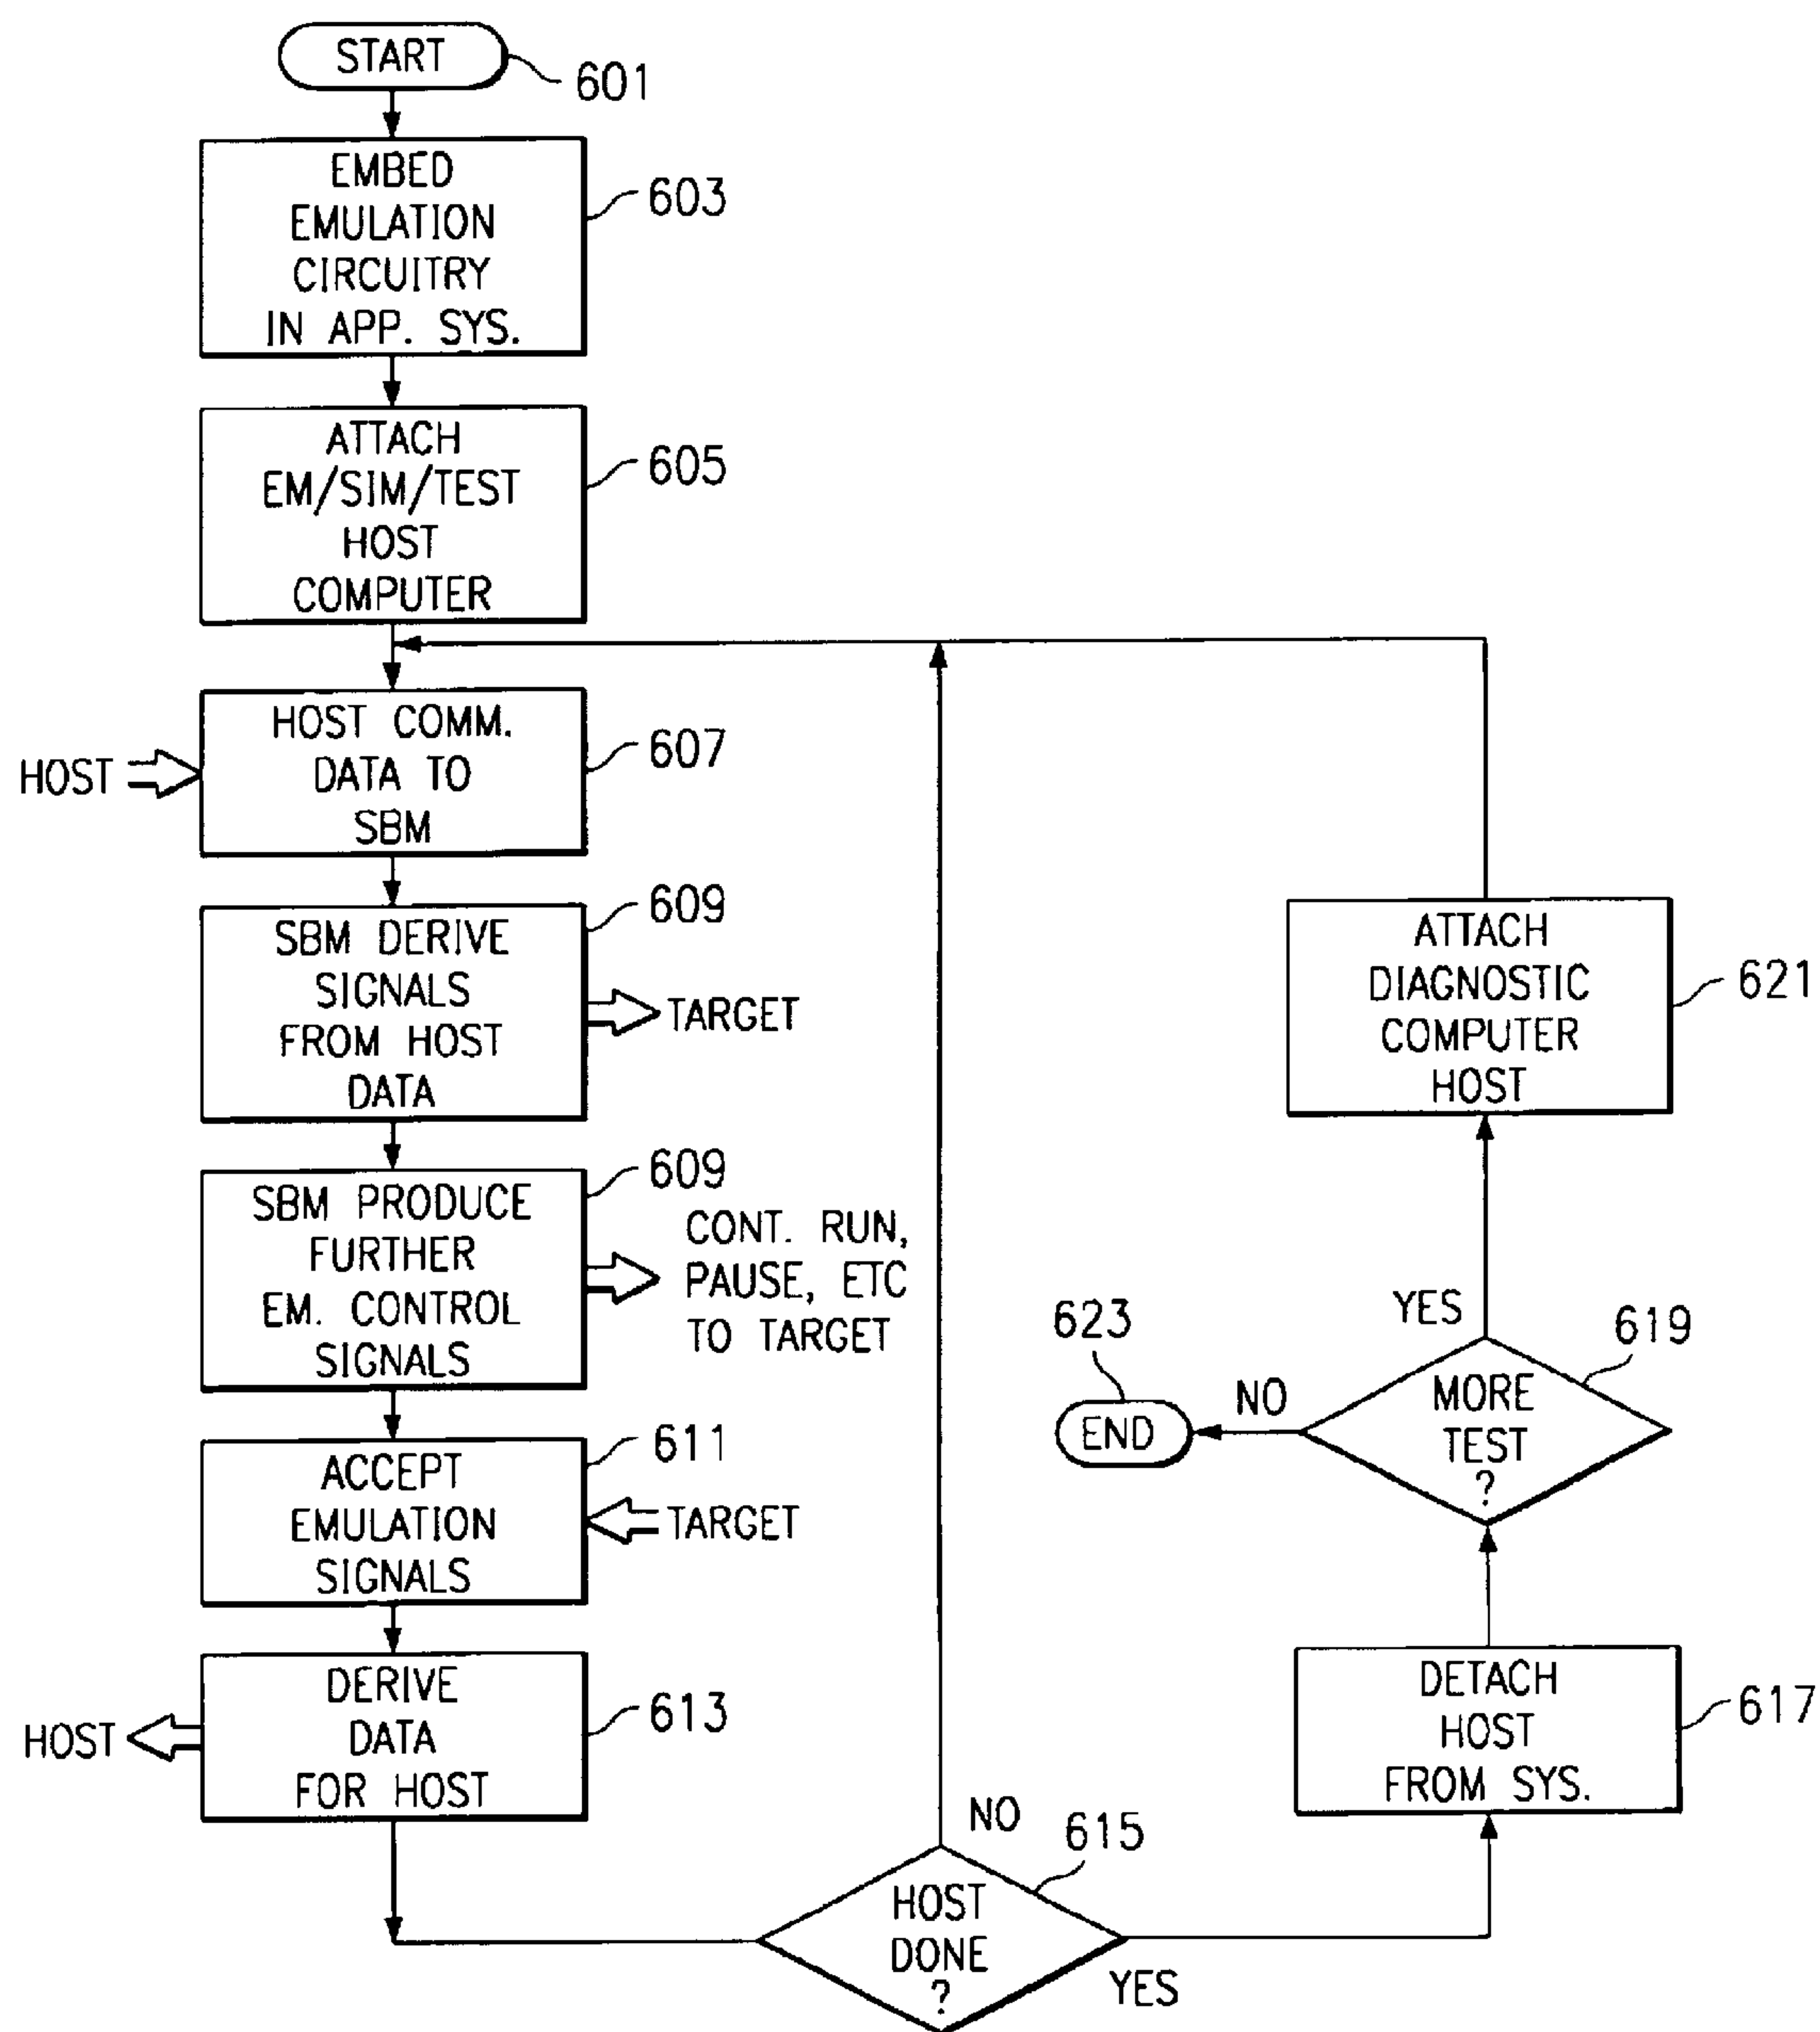 START
601
EMBED
EMULATION
CIRCUITRY
IN APP. SYS.
603
ATTACH
EM/SIM/TEST
HOST
COMPUTER
605
HOST
HOST COMM.
DATA TO
SBM
607
SBM DERIVE
SIGNALS
FROM HOST
DATA
609
TARGET
SBM PRODUCE
FURTHER
EM. CONTROL
SIGNALS
609
CONT. RUN,
PAUSE, ETC
TO TARGET
ACCEPT
EMULATION
SIGNALS
611
TARGET
HOST
DERIVE
DATA
FOR HOST
613
HOST
DONE
?
615
NO
YES
DETACH
HOST
FROM SYS.
617
MORE
TEST
?
619
YES
NO
END
623
ATTACH
DIAGNOSTIC
COMPUTER
HOST
621